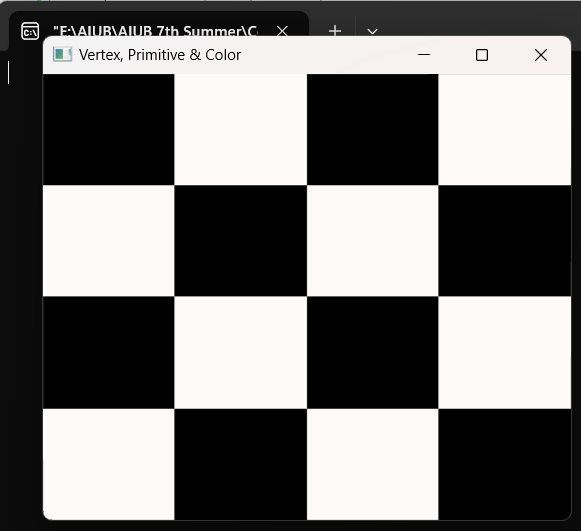 "E:\AIUB\AIUB 7th Summer\C
Vertex, Primitive & Color